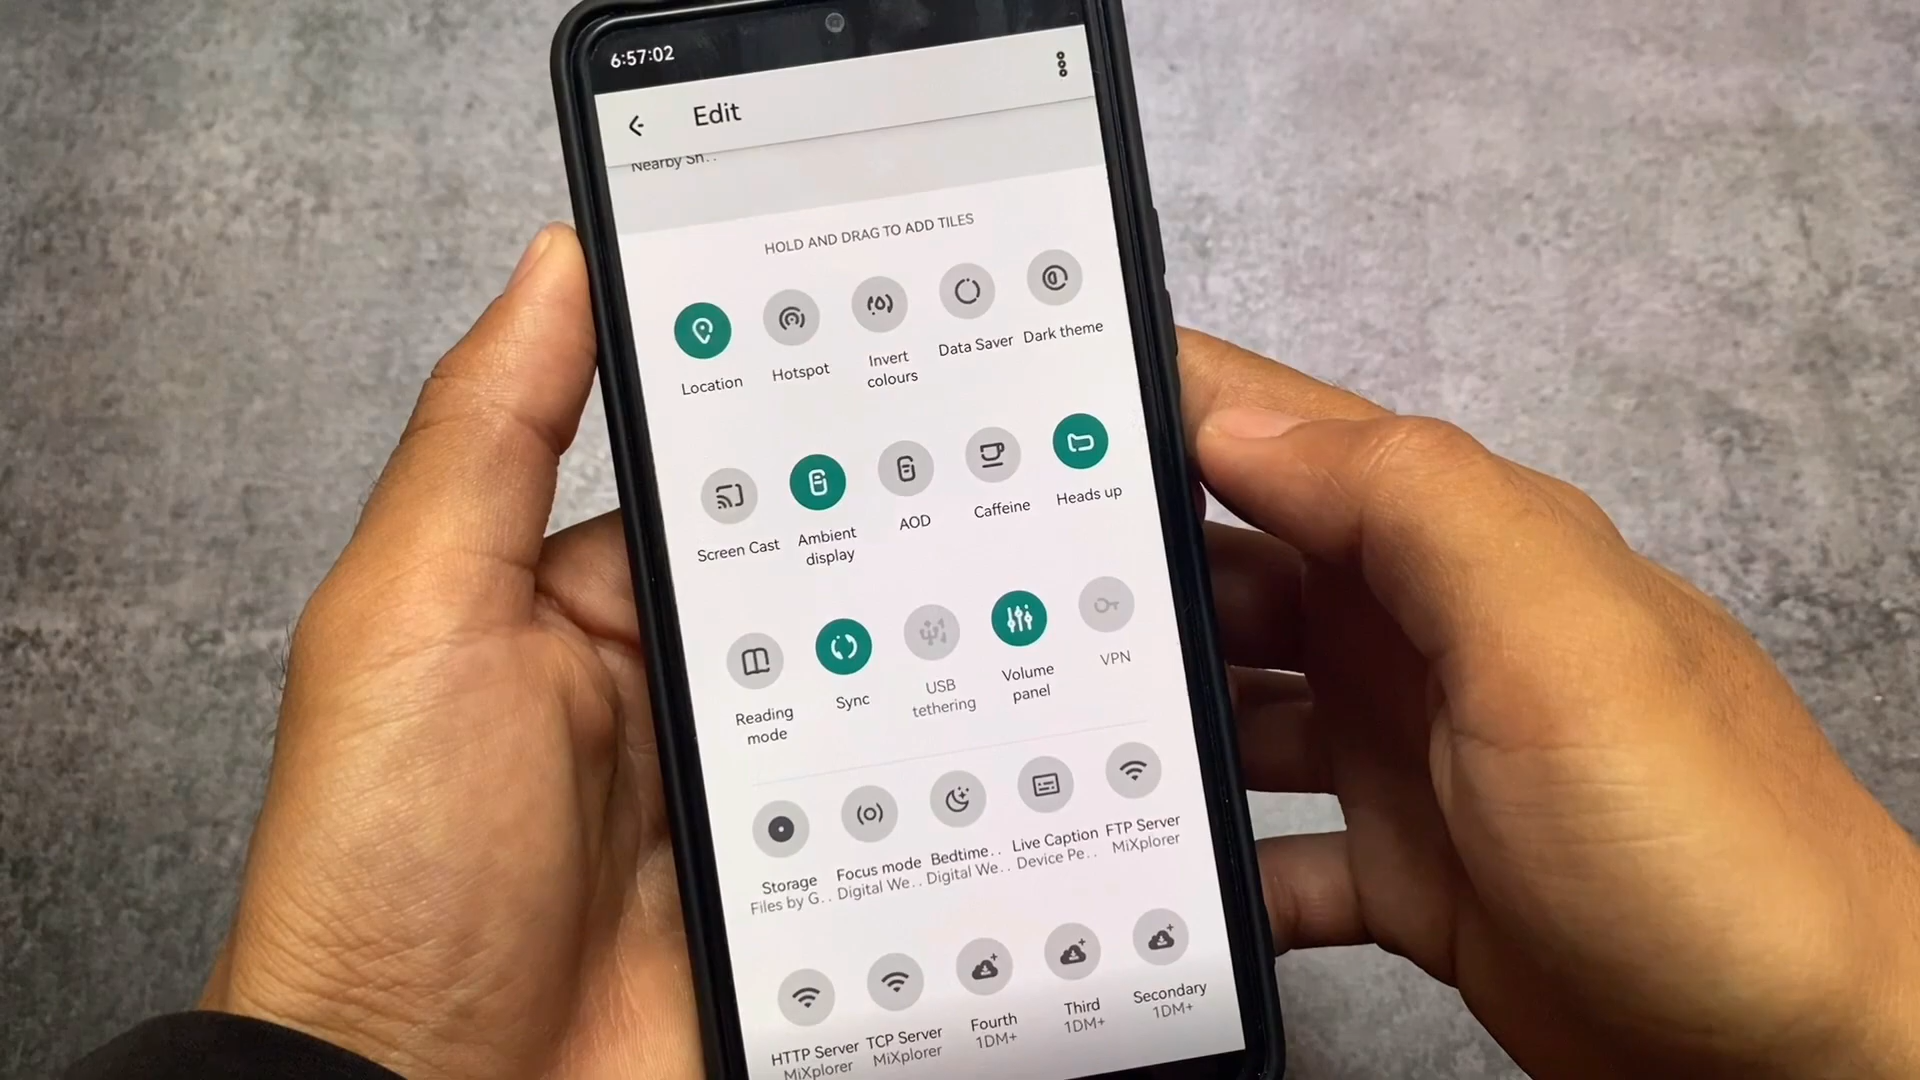 6:57:02
Edit
Nearby Sh..
HOLD AND DRAG TO ADD TILES
Location
Hotspot
Invert
colours
Data Saver
Dark theme
Screen Cast
Ambient
display
AOD
Caffeine
Heads up
Reading
mode
Sync
USB
tethering
Volume
panel
VPN
Storage
Files by G..
Focus mode
Digital We..
Bedtime..
Digital We..
Live Caption
Device Pe..
FTP Server
MiXplorer
HTTP Server
MiXplorer
TCP Server
MiXplorer
Fourth
1DM+
Third
1DM+
Secondary
1DM+